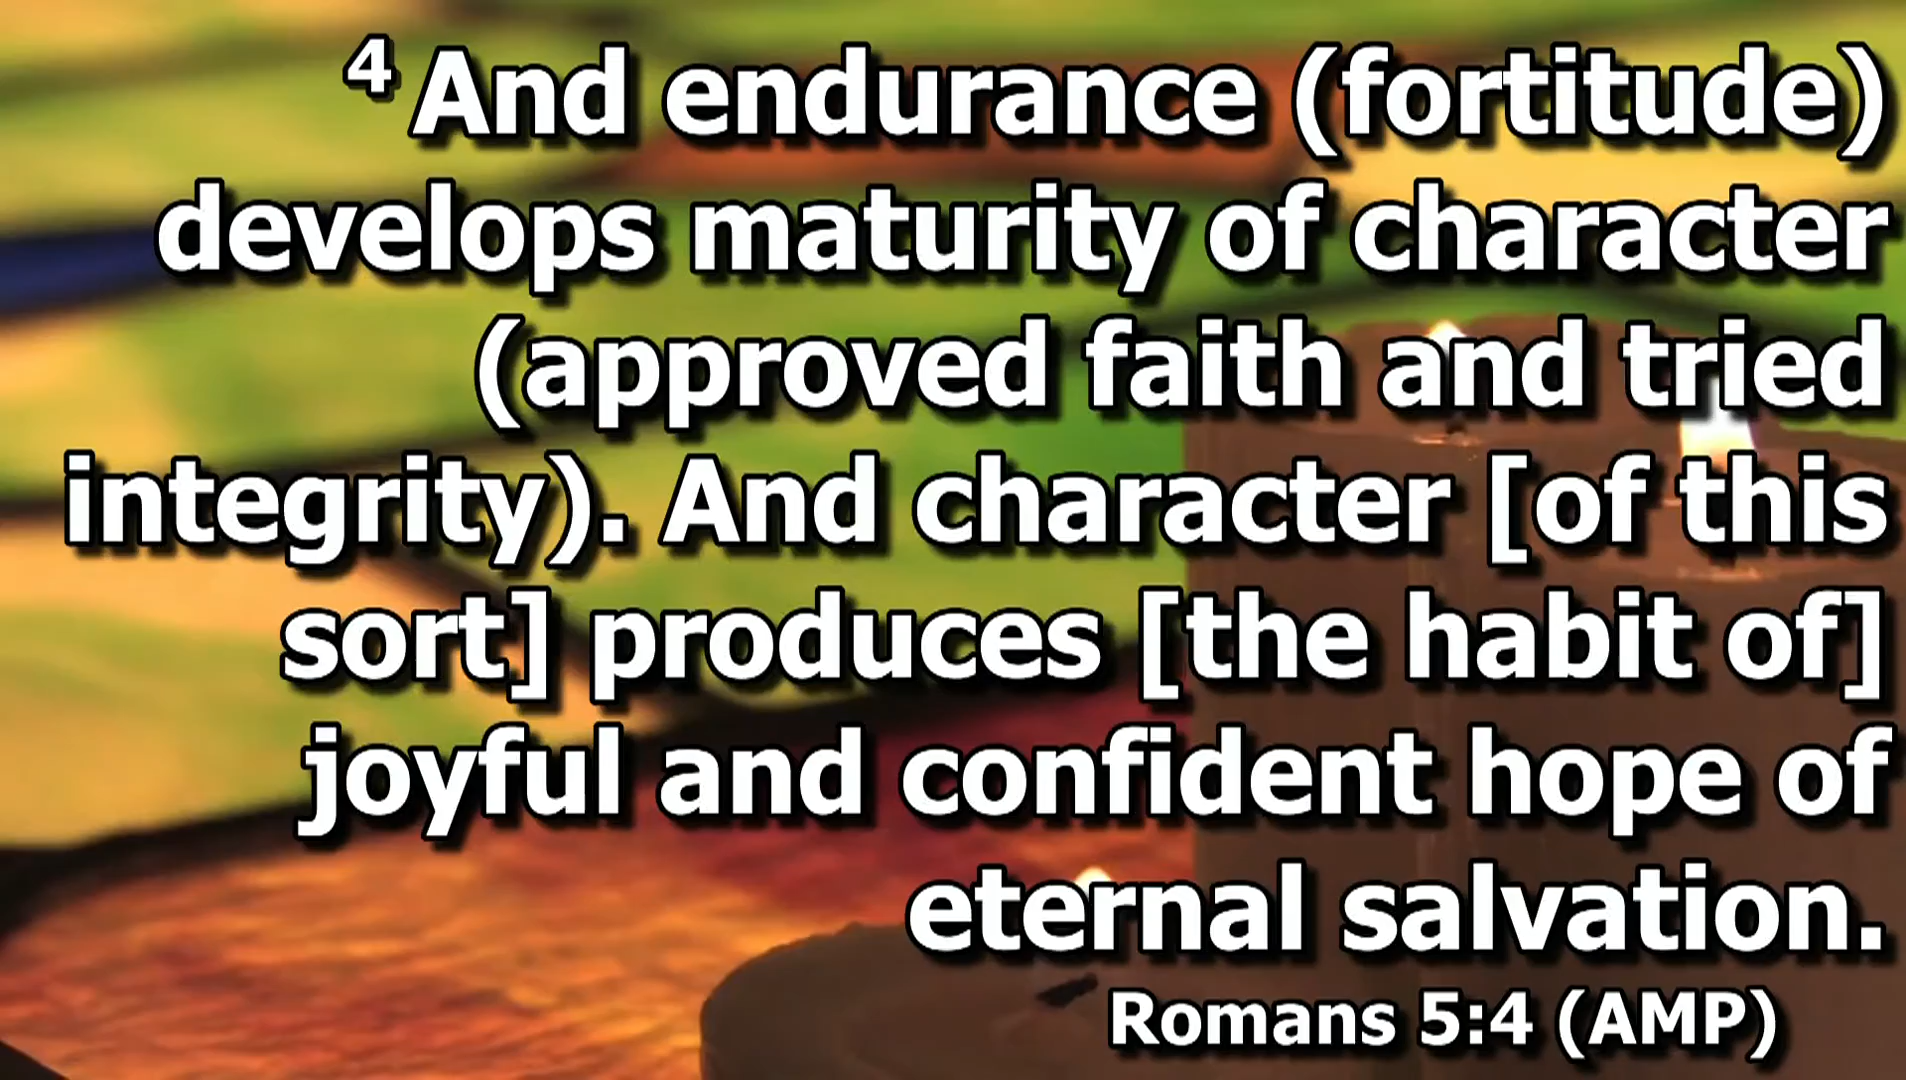 4 And endurance (fortitude)
develops maturity of character
(approved faith and tried
integrity). And character [of this
sort] produces [the habit of]
joyful and confident hope of
eternal salvation.
Romans 5:4 (AMP)